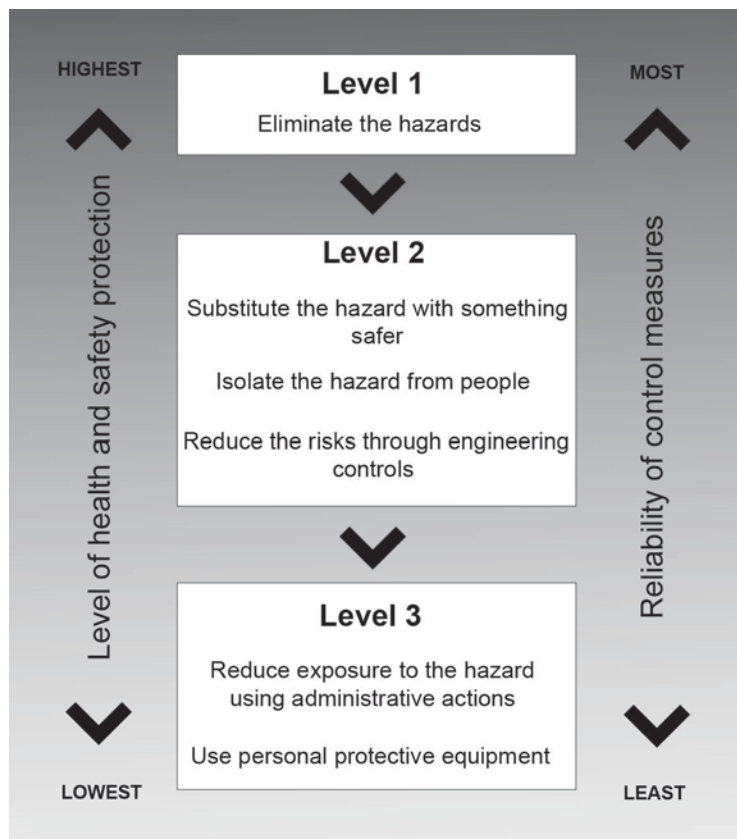 HIGHEST
Level 1
Eliminate the hazards
MOST
Level of health and safety protection
Level 2
Substitute the hazard with something
safer
Isolate the hazard from people
Reduce the risks through engineering
controls
Reliability of control measures
Level 3
Reduce exposure to the hazard
using administrative actions
Use personal protective equipment
LOWEST
LEAST